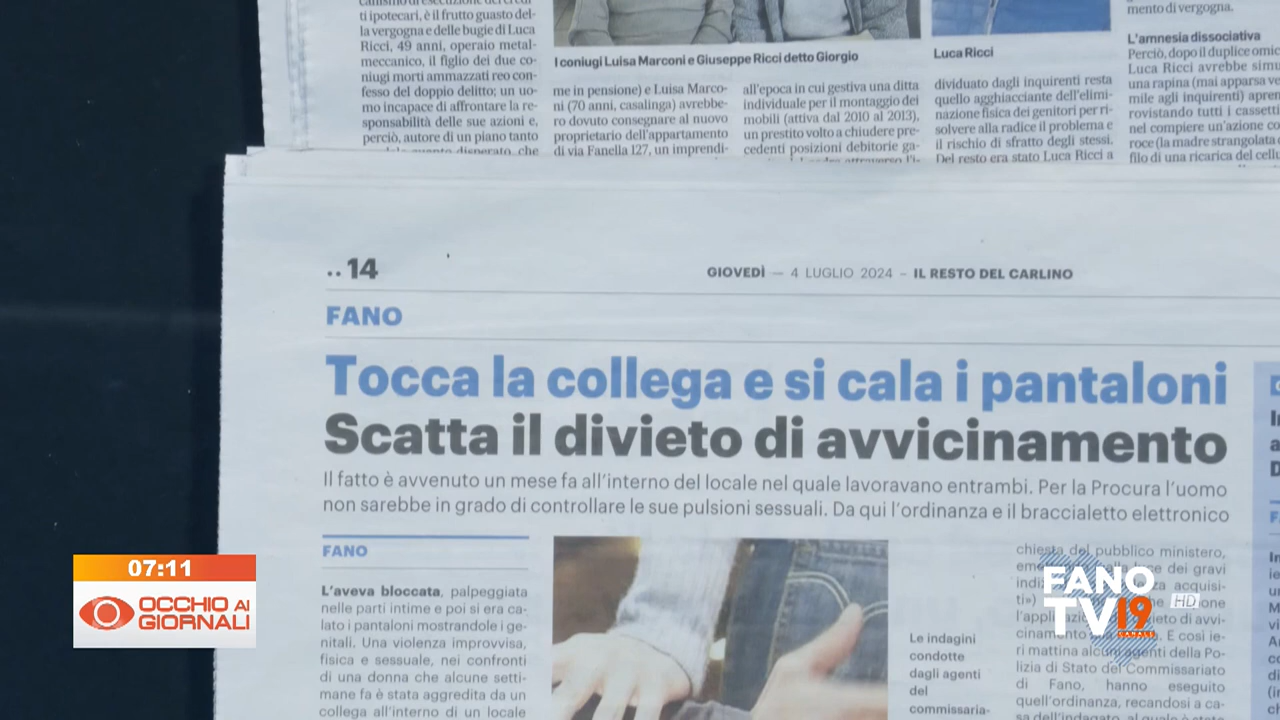 ti ipotecari, è il frutto guasto del-
la vergogna e delle bugie di Luca
Ricci, 49 anni, operaio metal-
meccanico, il figlio dei due co-
niugi morti ammazzati reo con-
fesso del doppio delitto; un uo-
mo incapace di affrontare la re-
sponsabilità delle sue azioni e,
perciò, autore di un piano tanto
I coniugi Luisa Marconi e Giuseppe Ricci detto Giorgio
me in pensione) e Luisa Marco-
ni (70 anni, casalinga) avrebbe-
ro dovuto consegnare al nuovo
proprietario dell'appartamento
di via Fanella 127, un imprendi-
all'epoca in cui gestiva una ditta
individuale per il montaggio dei
mobili (attiva dal 2010 al 2013),
un prestito volto a chiudere pre-
cedenti posizioni debitorie ga-
Luca Ricci
dividuato dagli inquirenti resta
quello agghiacciante dell'elimi-
nazione fisica dei genitori per ri-
solvere alla radice il problema e
il rischio di sfratto degli stessi.
Del resto era stato Luca Ricci a
mento di vergogna.
L'amnesia dissociativa
Perciò, dopo il duplice omic
Luca Ricci avrebbe simu
una rapina (mai apparsa ve
mile agli inquirenti) apren
rovistando tutti i cassett
nel compiere un'azione co
roce (la madre strangolata
filo di una ricarica del cellu
..14
GIOVEDÌ — 4 LUGLIO 2024 – IL RESTO DEL CARLINO
FANO
Tocca la collega e si cala i pantaloni
Scatta il divieto di avvicinamento
Il fatto è avvenuto un mese fa all'interno del locale nel quale lavoravano entrambi. Per la Procura l'uomo
non sarebbe in grado di controllare le sue pulsioni sessuali. Da qui l'ordinanza e il braccialetto elettronico
FANO
L'aveva bloccata, palpeggiata
nelle parti intime e poi si era ca-
lato i pantaloni mostrandole i ge-
nitali. Una violenza improvvisa,
fisica e sessuale, nei confronti
di una donna che alcune setti-
mane fa è stata aggredita da un
collega all'interno di un locale
Le indagini
condotte
dagli agenti
del
commissaria-
chiesta del pubblico ministero,
dei gravi
indi
acquisi-
ti»)
ione
l'appl
ieto di avvi-
cinamento
. E così ie-
ri mattina alcuni agenti della Po-
lizia di Stato del Commissariato
di Fano, hanno eseguito
quell'ordinanza, recandosi a ca-
07:11
OCCHIO AI
GIORNALI
FANO
TV19 HD
CANALE